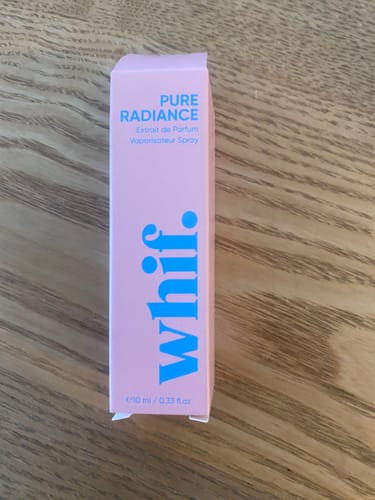 PURE
RADIANCE
Extrait de Parfum
Vaporisateur Spray
whif.
℮10 ml / 0.33 fl oz